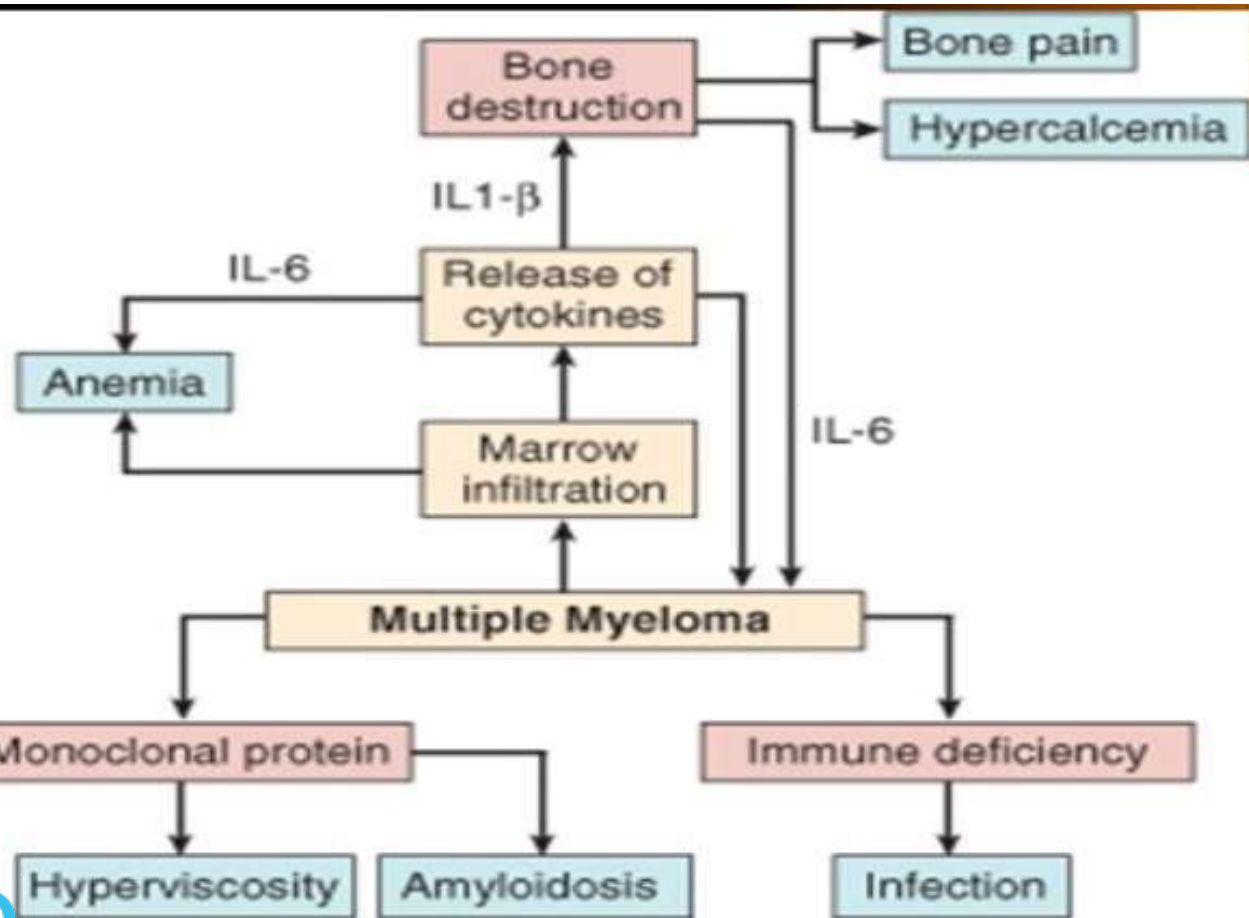 Bone pain
Bone
destruction
Hypercalcemia
IL1-β
IL-6
Release of
cytokines
Anemia
IL-6
Marrow
infiltration
Multiple Myeloma
Monoclonal protein
Immune deficiency
Hyperviscosity
Amyloidosis
Infection